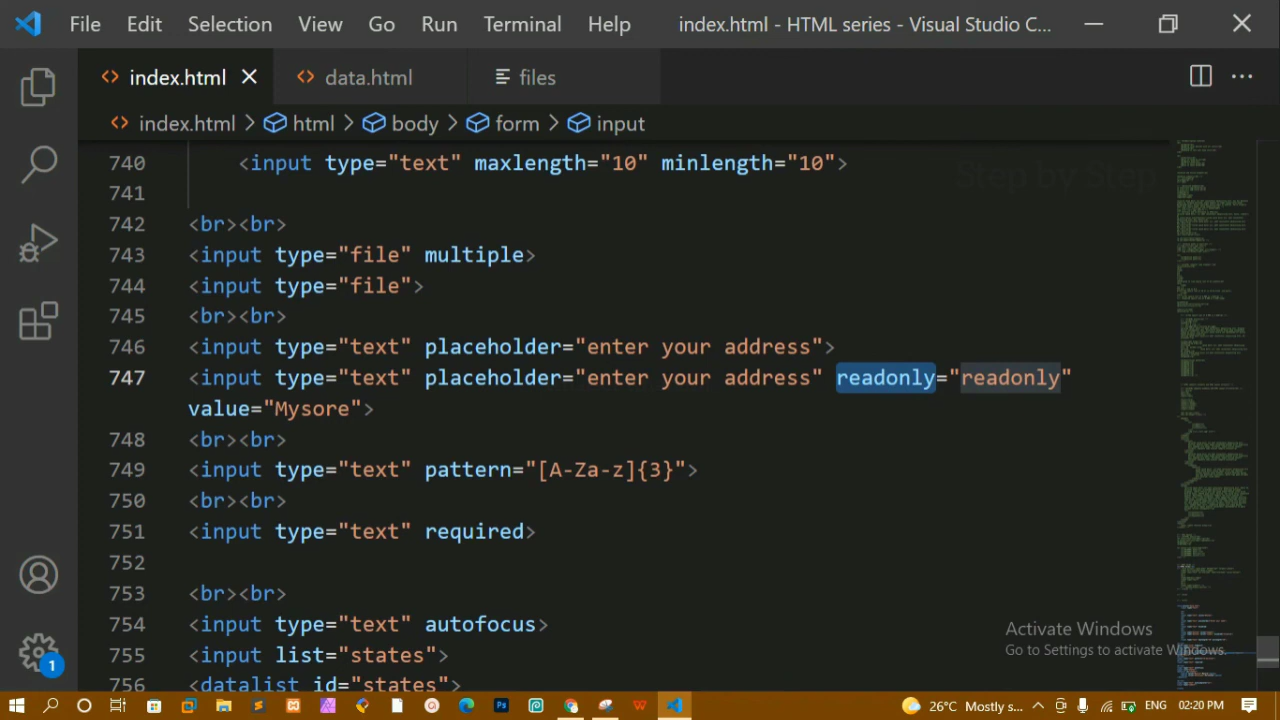 File Edit Selection View Go Run Terminal Help index.html - HTML series - Visual Studio C...
index.html data.html files
index.html > html > body > form > input
Step by Step
740 <input type="text" maxlength="10" minlength="10">
741
742 <br><br>
743 <input type="file" multiple>
744 <input type="file">
745 <br><br>
746 <input type="text" placeholder="enter your address">
747 <input type="text" placeholder="enter your address" readonly="readonly"
value="Mysore">
748 <br><br>
749 <input type="text" pattern="[A-Za-z]{3}">
750 <br><br>
751 <input type="text" required>
752
753 <br><br>
754 <input type="text" autofocus>
755 <input list="states">
756 <datalist id="states">
Activate Windows
Go to Settings to activate Windows.
1
26°C Mostly s... ENG 02:20 PM